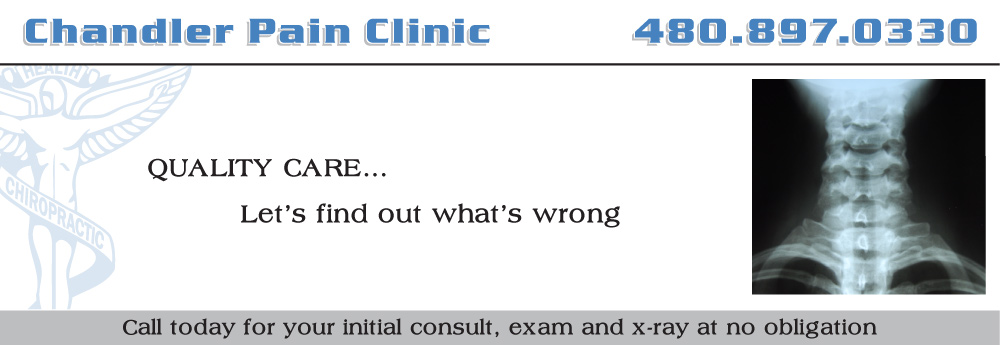 Chandler Pain Clinic 480.897.0330
HEALTH
CHIROPRACTIC
QUALITY CARE...
Let's find out what's wrong
Call today for your initial consult, exam and x-ray at no obligation